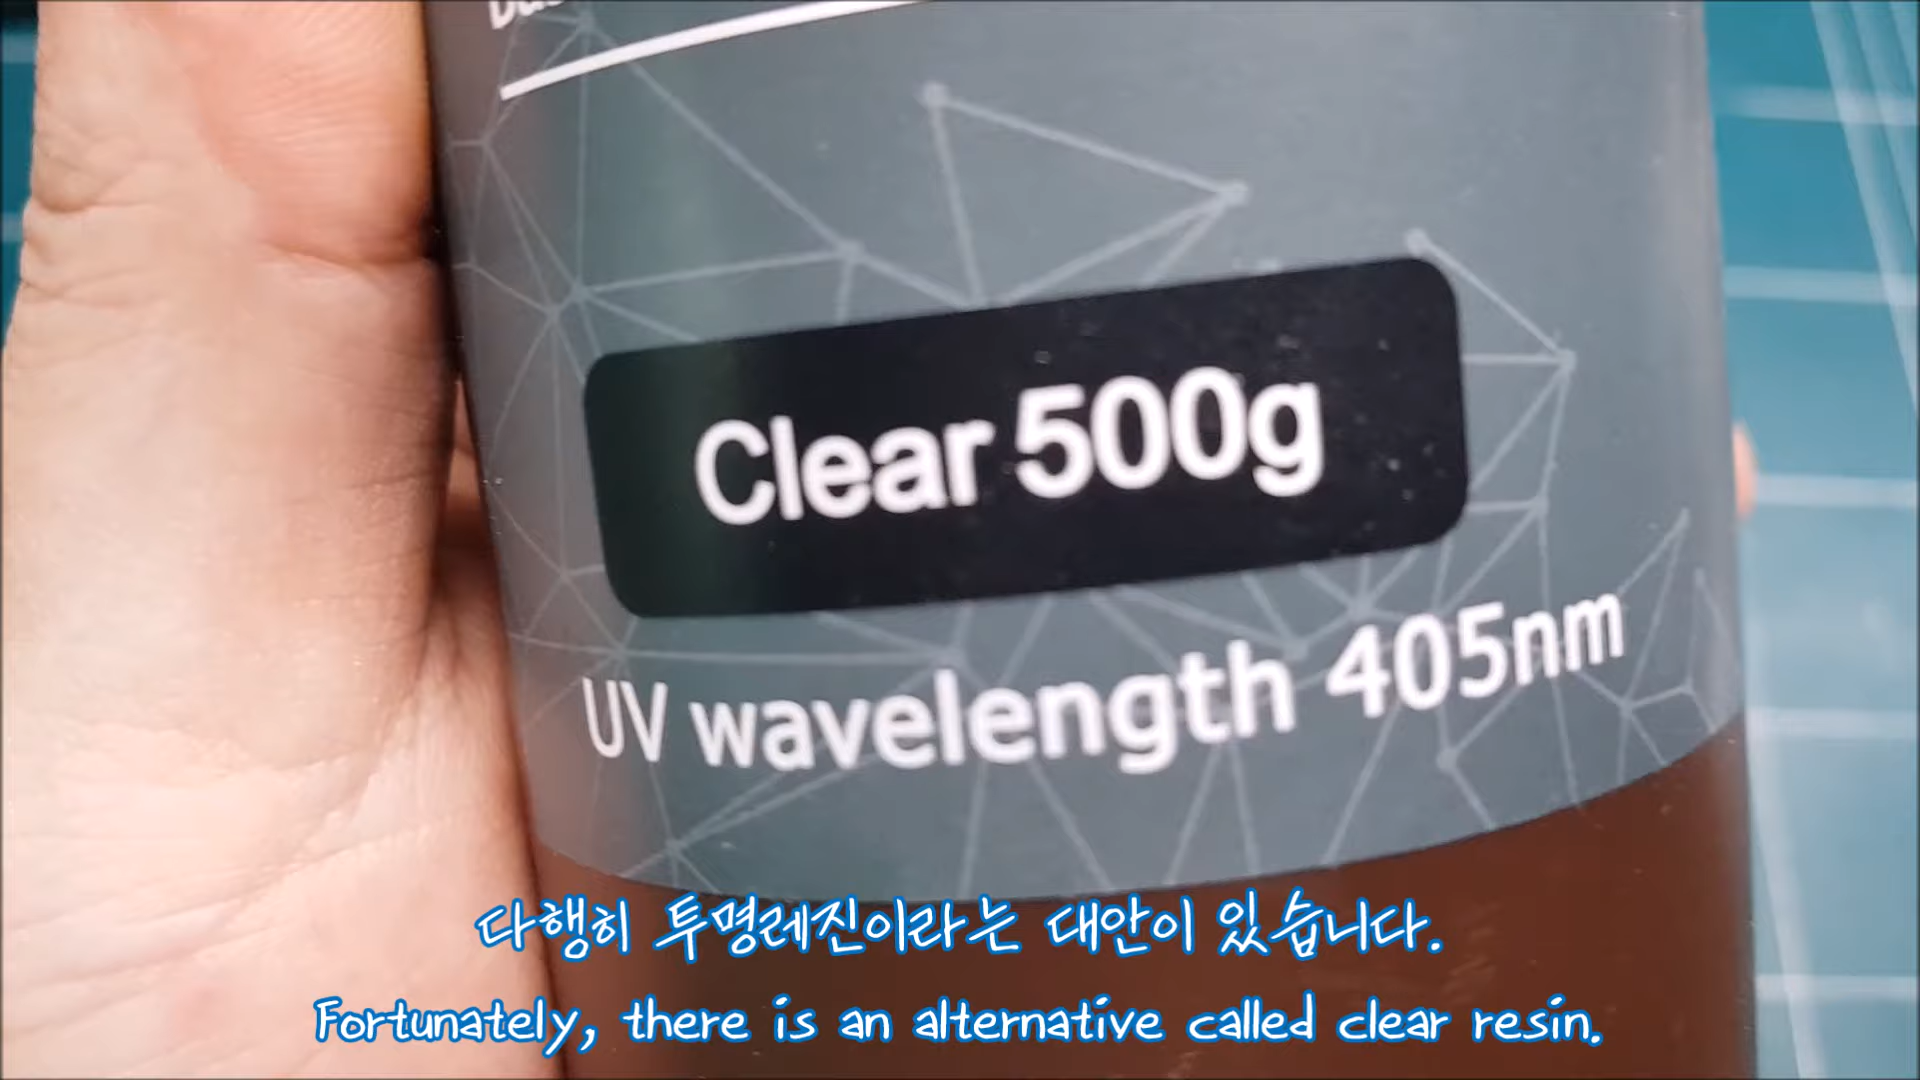 Clear 500g
UV wavelength 405nm
다행히 투명레진이라는 대안이 있습니다.
Fortunately, there is an alternative called clear resin.